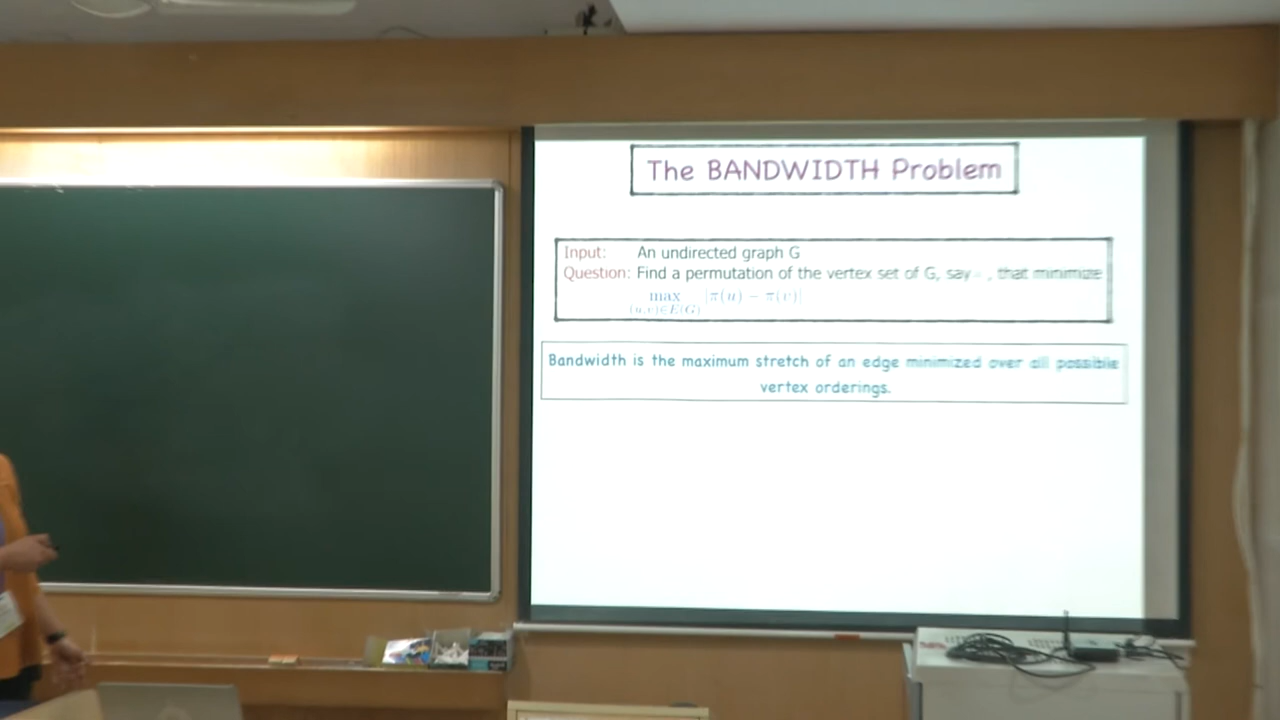 The BANDWIDTH Problem
Input: An undirected graph G
Question: Find a permutation of the vertex set of G, say , that minimize
max |π(u) − π(v)|
(u,v)∈E(G)
Bandwidth is the maximum stretch of an edge minimized over all possible
vertex orderings.